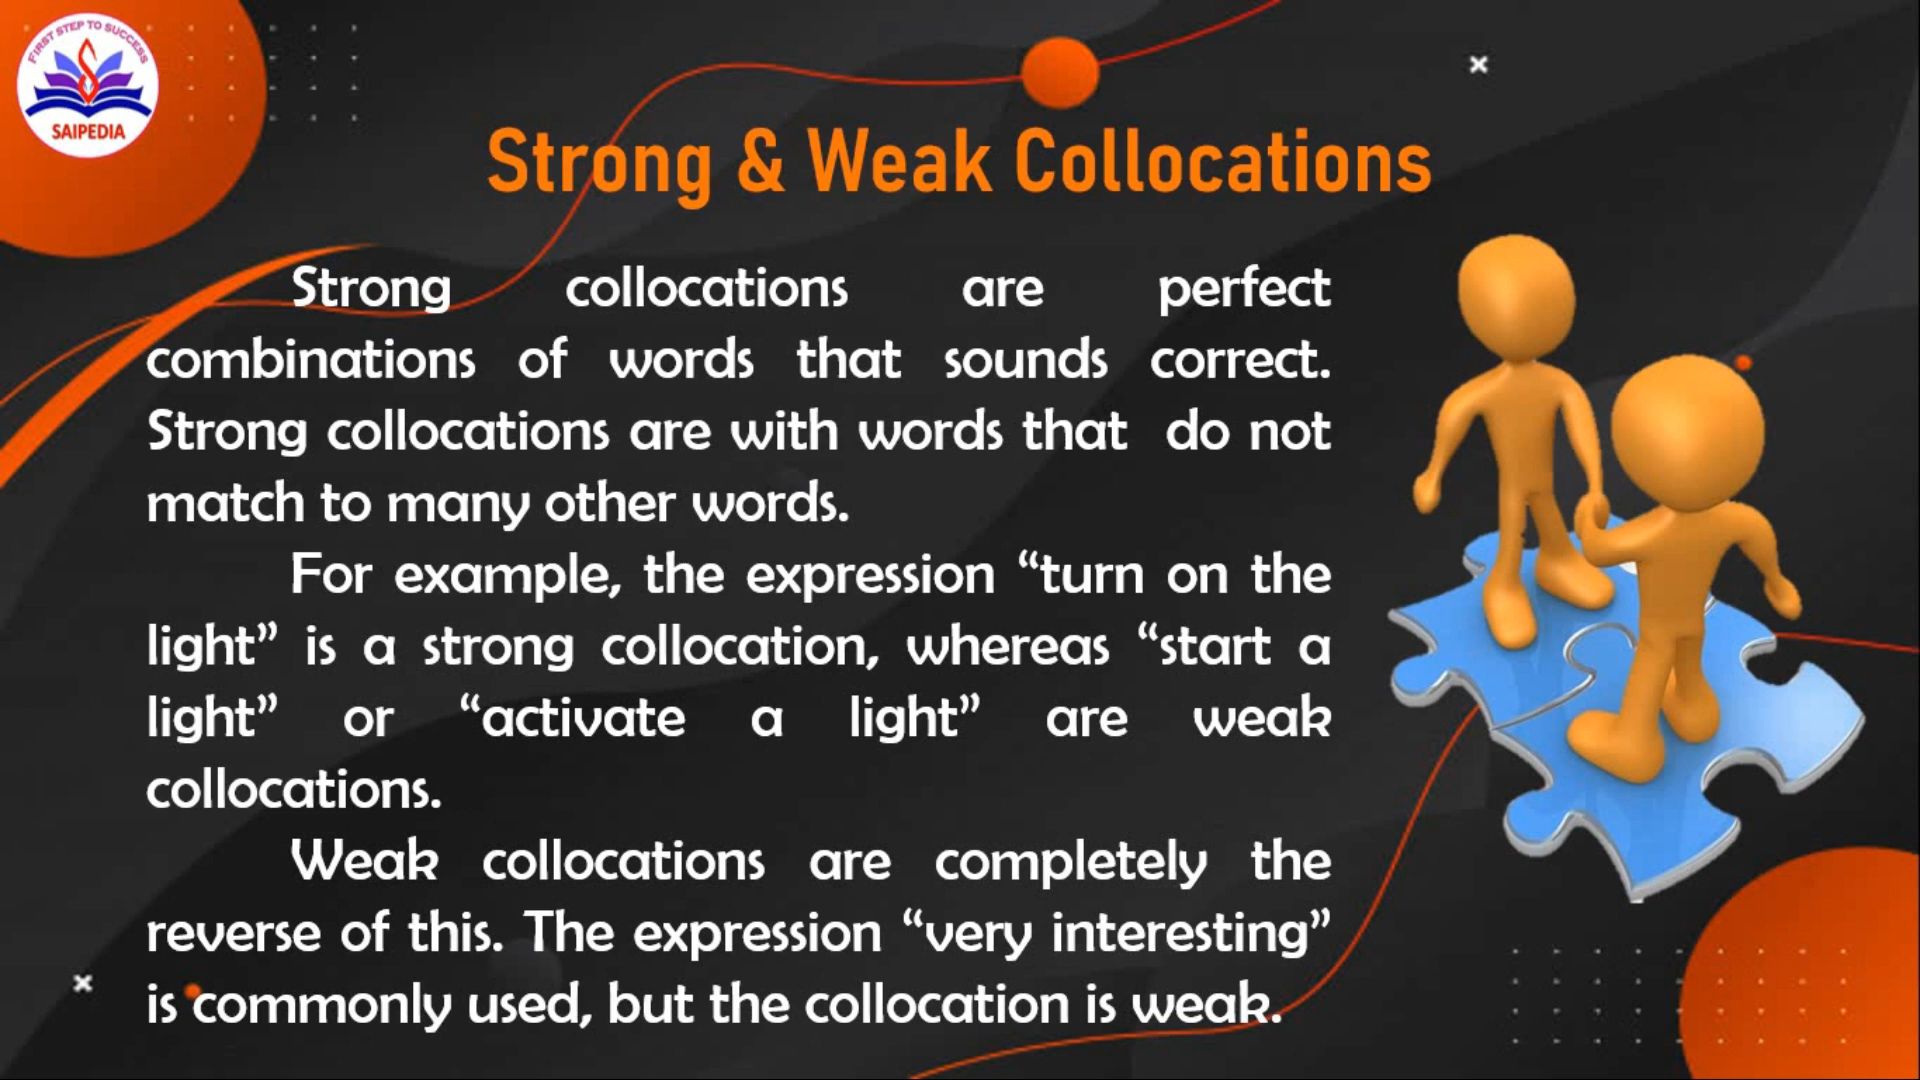 FIRST STEP TO SUCCESS
SAIPEDIA
Strong & Weak Collocations
Strong collocations are perfect
combinations of words that sounds correct.
Strong collocations are with words that do not
match to many other words.
For example, the expression “turn on the
light” is a strong collocation, whereas “start a
light” or “activate a light” are weak
collocations.
Weak collocations are completely the
reverse of this. The expression “very interesting”
is commonly used, but the collocation is weak.